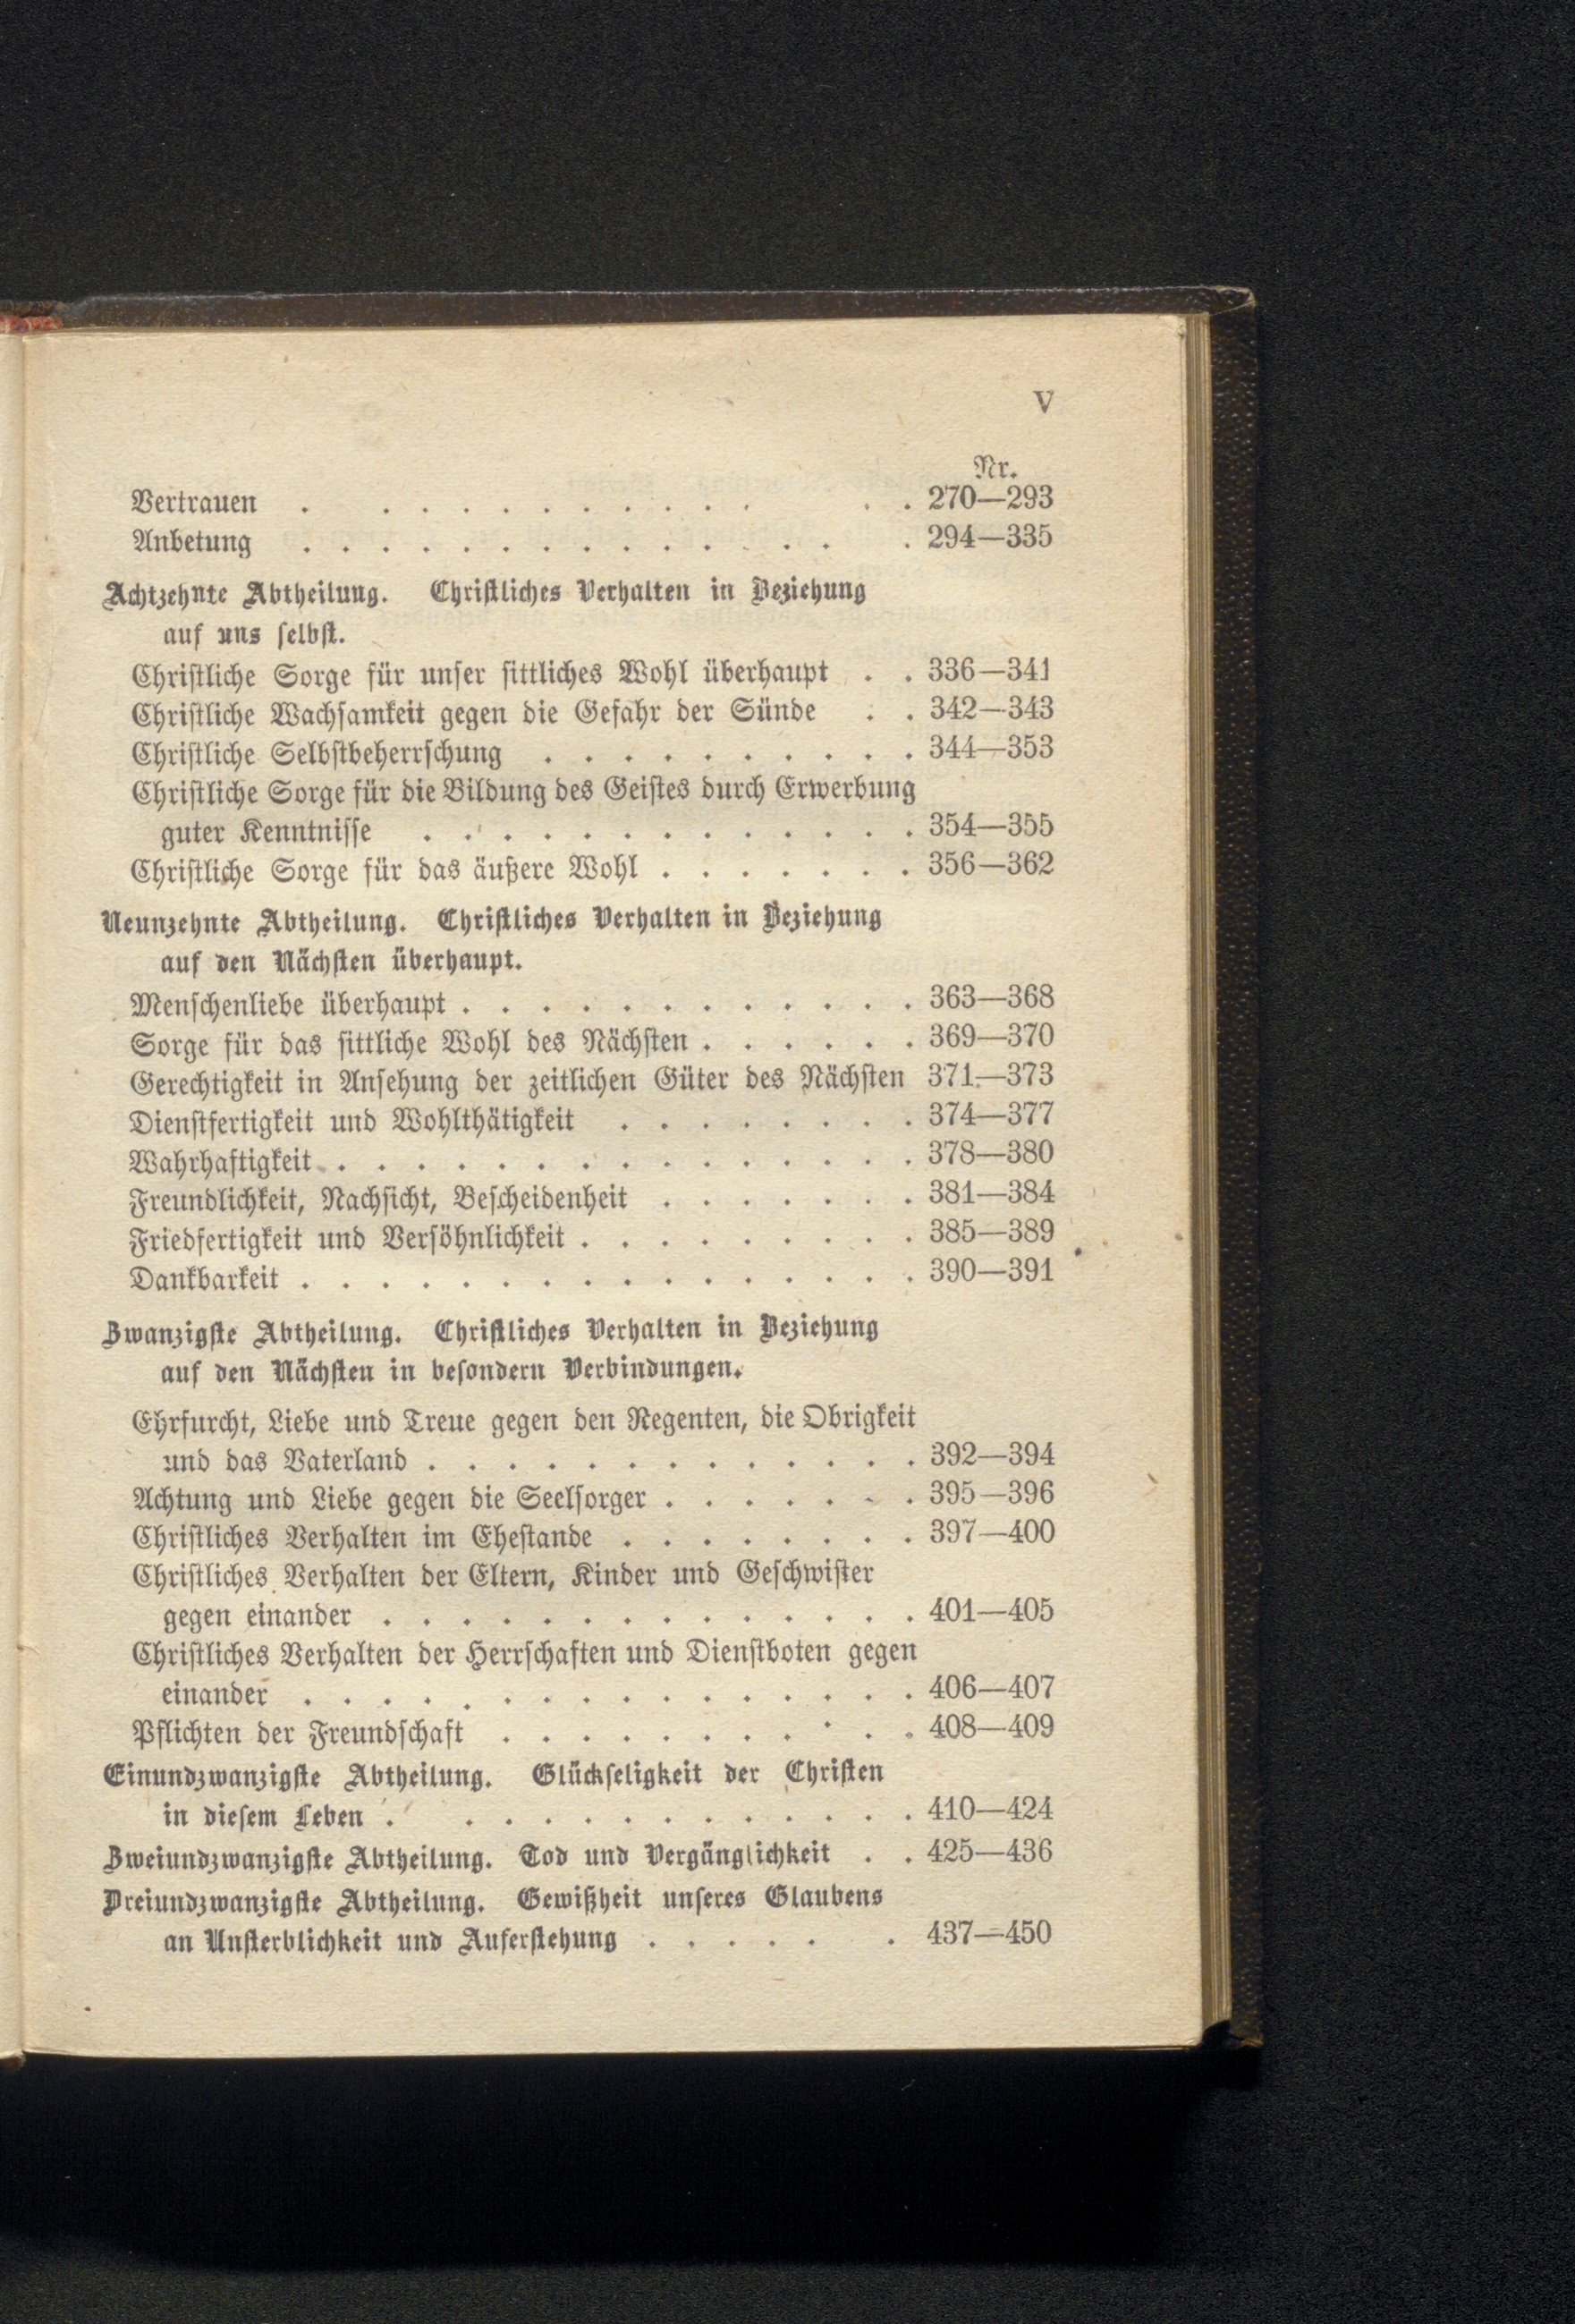 V
Nr.
Vertrauen . . . . . . . . . . . . . 270—293
Anbetung . . . . . . . . . . . . . . . 294—335
Achtzehnte Abtheilung. Christliches Verhalten in Beziehung
auf uns selbst.
Christliche Sorge für unser sittliches Wohl überhaupt . . 336—341
Christliche Wachsamkeit gegen die Gefahr der Sünde . . 342—343
Christliche Selbstbeherrschung . . . . . . . . . . 344—353
Christliche Sorge für die Bildung des Geistes durch Erwerbung
guter Kenntnisse . . . . . . . . . . . . . 354—355
Christliche Sorge für das äußere Wohl . . . . . . . 356—362
Neunzehnte Abtheilung. Christliches Verhalten in Beziehung
auf den Nächsten überhaupt.
Menschenliebe überhaupt . . . . . . . . . . . . 363—368
Sorge für das sittliche Wohl des Nächsten . . . . . . 369—370
Gerechtigkeit in Ansehung der zeitlichen Güter des Nächsten 371—373
Dienstfertigkeit und Wohlthätigkeit . . . . . . . . 374—377
Wahrhaftigkeit . . . . . . . . . . . . . . . 378—380
Freundlichkeit, Nachsicht, Bescheidenheit . . . . . . . 381—384
Friedfertigkeit und Versöhnlichkeit . . . . . . . . . 385—389
Dankbarkeit . . . . . . . . . . . . . . . . 390—391
Zwanzigste Abtheilung. Christliches Verhalten in Beziehung
auf den Nächsten in besondern Verbindungen.
Ehrfurcht, Liebe und Treue gegen den Regenten, die Obrigkeit
und das Vaterland . . . . . . . . . . . . . 392—394
Achtung und Liebe gegen die Seelsorger . . . . . . . 395—396
Christliches Verhalten im Ehestande . . . . . . . . 397—400
Christliches Verhalten der Eltern, Kinder und Geschwister
gegen einander . . . . . . . . . . . . . . 401—405
Christliches Verhalten der Herrschaften und Dienstboten gegen
einander . . . . . . . . . . . . . . . . 406—407
Pflichten der Freundschaft . . . . . . . . . . . 408—409
Einundzwanzigste Abtheilung. Glückseligkeit der Christen
in diesem Leben . . . . . . . . . . . . . 410—424
Zweiundzwanzigste Abtheilung. Tod und Vergänglichkeit . . 425—436
Dreiundzwanzigste Abtheilung. Gewißheit unseres Glaubens
an Unsterblichkeit und Auferstehung . . . . . . 437—450